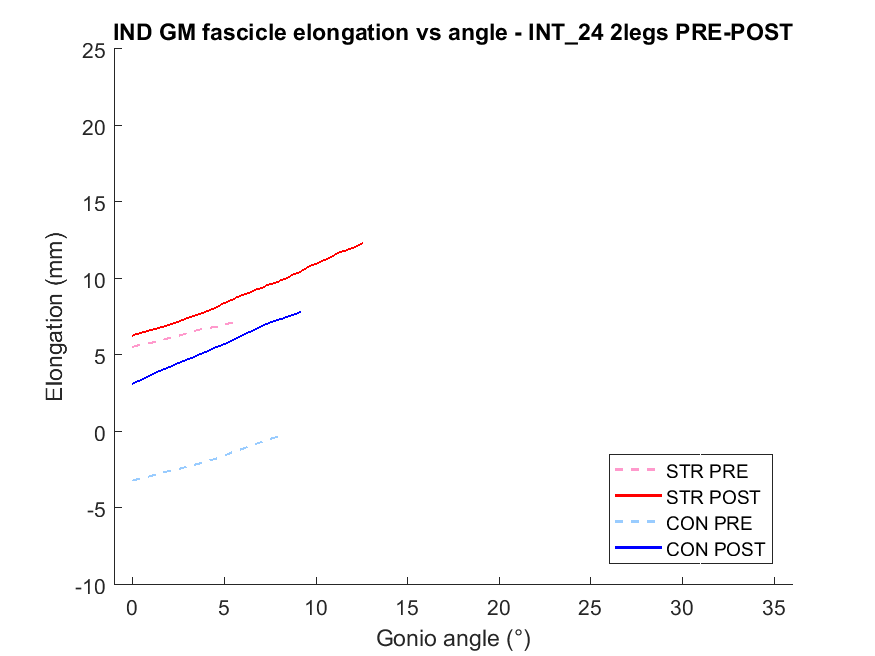 IND GM fascicle elongation vs angle - INT_24 2legs PRE-POST
25
20
15
10
5
0
-5
-10
Elongation (mm)
0 5 10 15 20 25 30 35
Gonio angle (°)
STR PRE
STR POST
CON PRE
CON POST